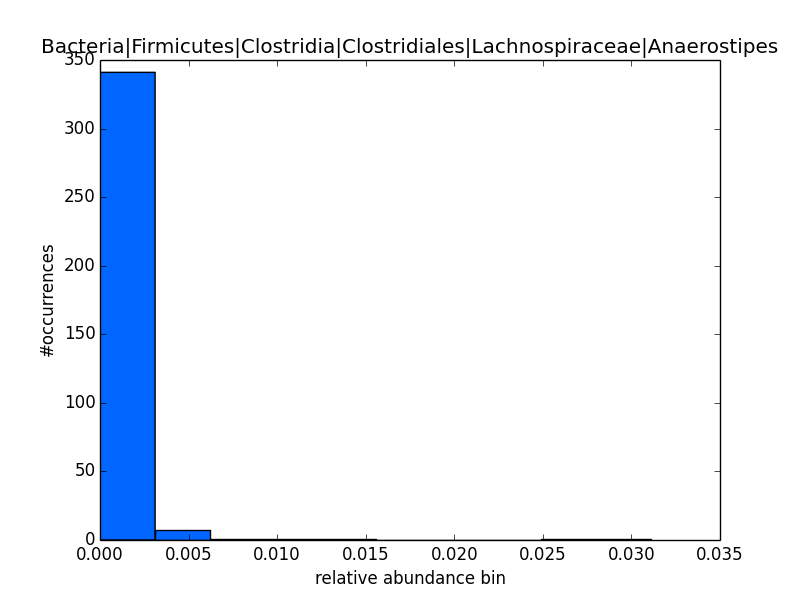 Bacteria|Firmicutes|Clostridia|Clostridiales|Lachnospiraceae|Anaerostipes
350
300
250
200
150
100
50
0
#occurrences
0.000 0.005 0.010 0.015 0.020 0.025 0.030 0.035
relative abundance bin